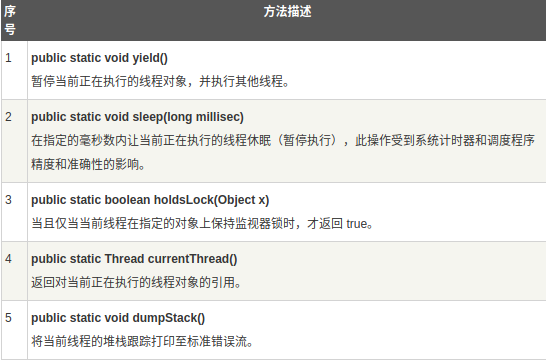 序号 方法描述
1 public static void yield()
暂停当前正在执行的线程对象，并执行其他线程。
2 public static void sleep(long millisec)
在指定的毫秒数内让当前正在执行的线程休眠（暂停执行），此操作受到系统计时器和调度程序
精度和准确性的影响。
3 public static boolean holdsLock(Object x)
当且仅当当前线程在指定的对象上保持监视器锁时，才返回 true。
4 public static Thread currentThread()
返回对当前正在执行的线程对象的引用。
5 public static void dumpStack()
将当前线程的堆栈跟踪打印至标准错误流。